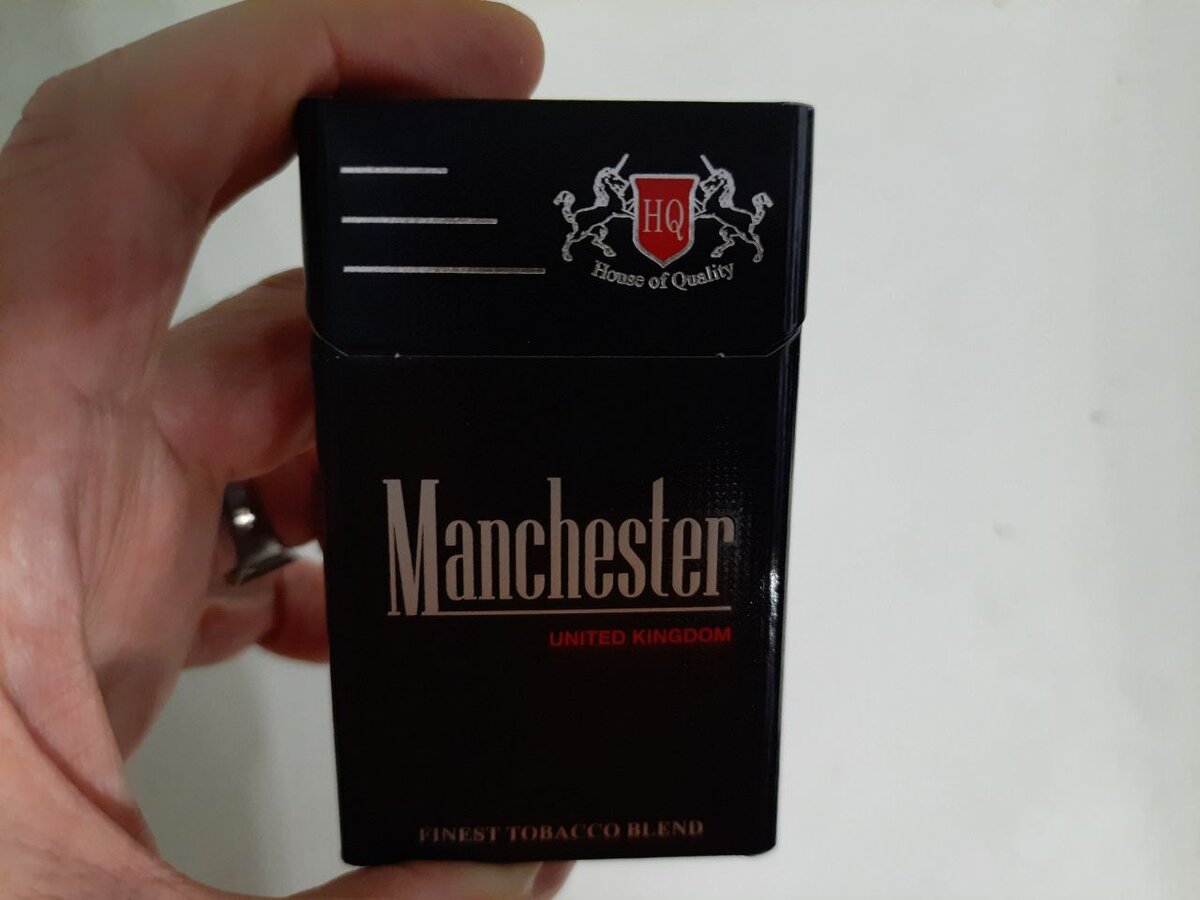 HQ
House of Quality
Manchester
UNITED KINGDOM
FINEST TOBACCO BLEND